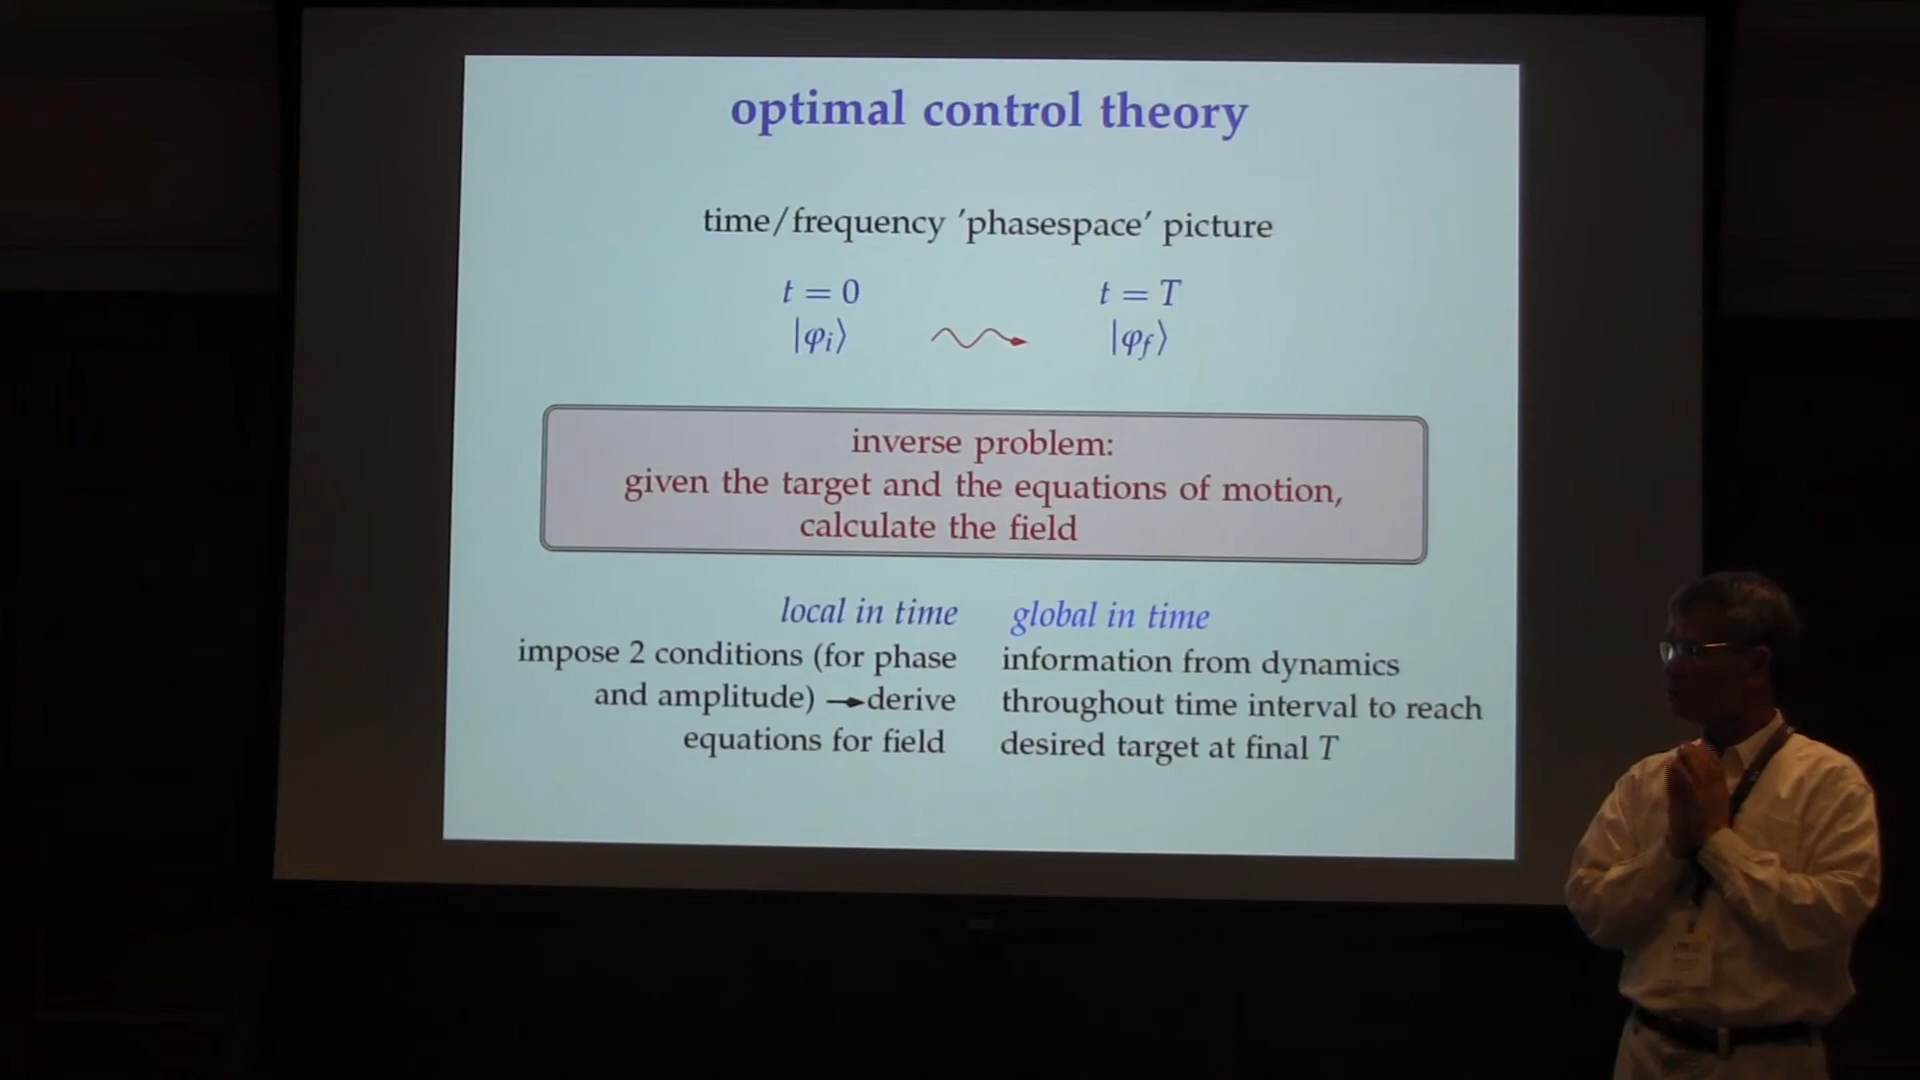 optimal control theory
time/frequency 'phasespace' picture
t = 0
t = T
|φᵢ⟩
|φ_f⟩
inverse problem:
given the target and the equations of motion,
calculate the field
local in time
impose 2 conditions (for phase
and amplitude) → derive
equations for field
global in time
information from dynamics
throughout time interval to reach
desired target at final T